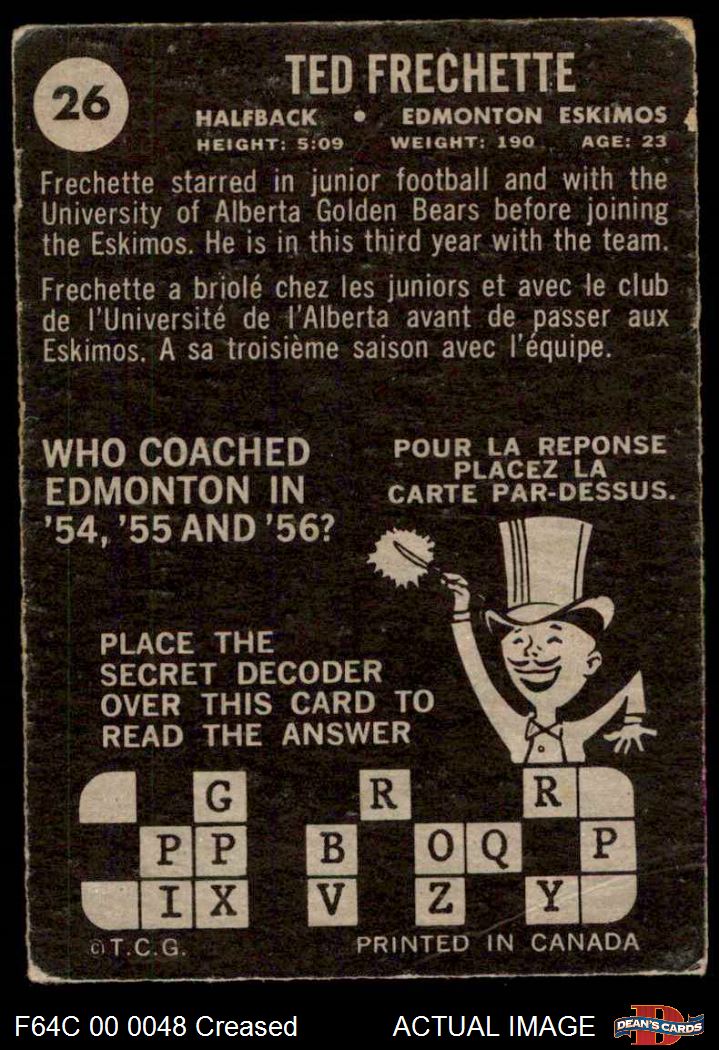 26
TED FRECHETTE
HALFBACK • EDMONTON ESKIMOS
HEIGHT: 5:09 WEIGHT: 190 AGE: 23
Frechette starred in junior football and with the
University of Alberta Golden Bears before joining
the Eskimos. He is in this third year with the team.
Frechette a briolé chez les juniors et avec le club
de l'Université de l'Alberta avant de passer aux
Eskimos. A sa troisième saison avec l'équipe.
WHO COACHED
EDMONTON IN
'54, '55 AND '56?
POUR LA REPONSE
PLACEZ LA
CARTE PAR-DESSUS.
PLACE THE
SECRET DECODER
OVER THIS CARD TO
READ THE ANSWER
G R R
P P B O Q P
I X V Z Y
©T.C.G. PRINTED IN CANADA
F64C 00 0048 Creased ACTUAL IMAGE DEAN'S CARDS